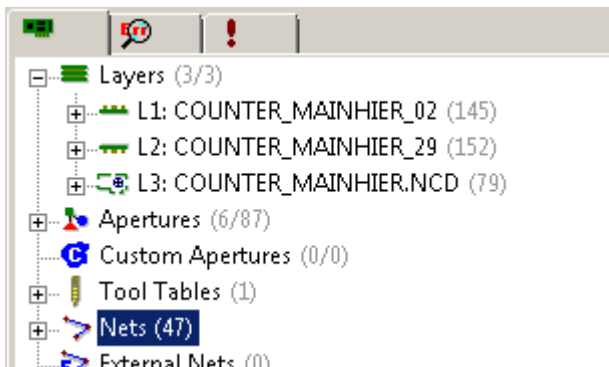 Err !
Layers (3/3)
L1: COUNTER_MAINHIER_02 (145)
L2: COUNTER_MAINHIER_29 (152)
L3: COUNTER_MAINHIER.NCD (79)
Apertures (6/87)
C Custom Apertures (0/0)
Tool Tables (1)
Nets (47)
External Nets (0)